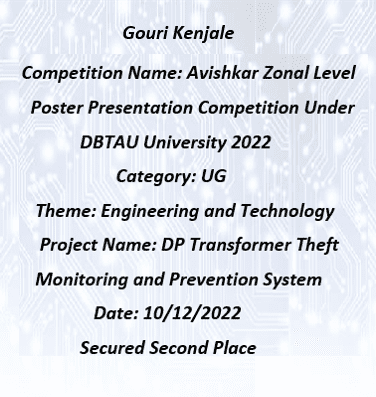 Gouri Kenjale
Competition Name: Avishkar Zonal Level
Poster Presentation Competition Under
DBTAU University 2022
Category: UG
Theme: Engineering and Technology
Project Name: DP Transformer Theft
Monitoring and Prevention System
Date: 10/12/2022
Secured Second Place